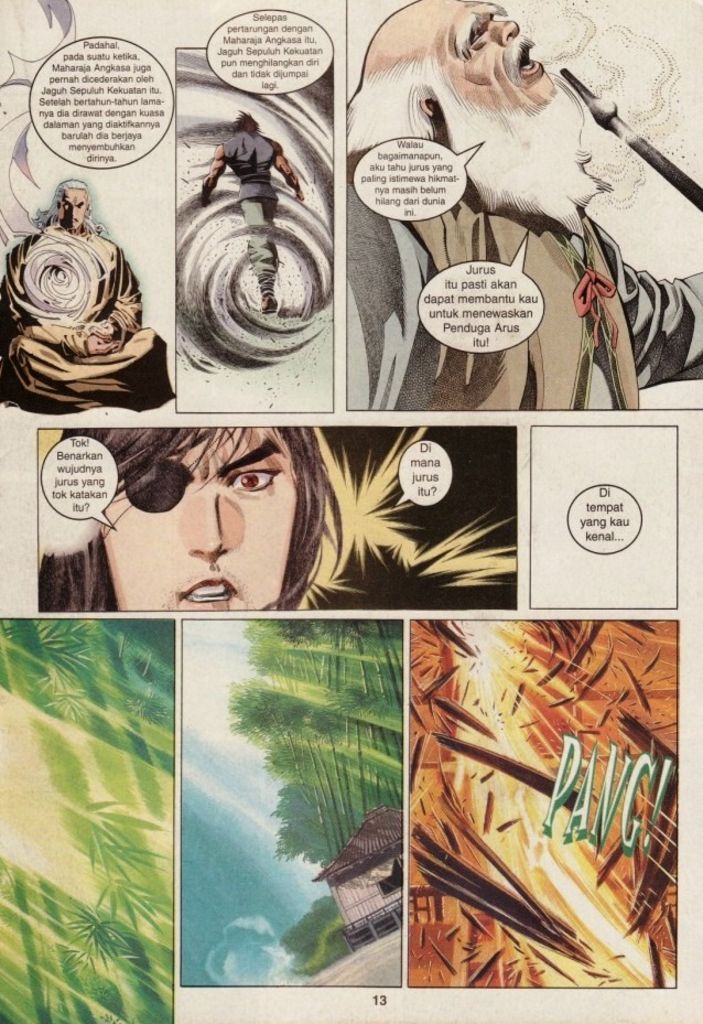 Padahal,
pada suatu ketika,
Maharaja Angkasa juga
pernah dicederakan oleh
Jaguh Sepuluh Kekuatan itu.
Setelah bertahun-tahun lama-
nya dia dirawat dengan kuasa
dalaman yang diaktifkannya
barulah dia berjaya
menyembuhkan
dirinya.
Selepas
pertarungan dengan
Maharaja Angkasa itu,
Jaguh Sepuluh Kekuatan
pun menghilangkan diri
dan tidak dijumpai
lagi.
Walau
bagaimanapun,
aku tahu jurus yang
paling istimewa hikmat-
nya masih belum
hilang dari dunia
ini.
Jurus
itu pasti akan
dapat membantu kau
untuk menewaskan
Penduga Arus
itu!
Tok!
Benarkan
wujudnya
jurus yang
tok katakan
itu?
Di
mana
jurus
itu?
Di
tempat
yang kau
kenal...
PANG!
13